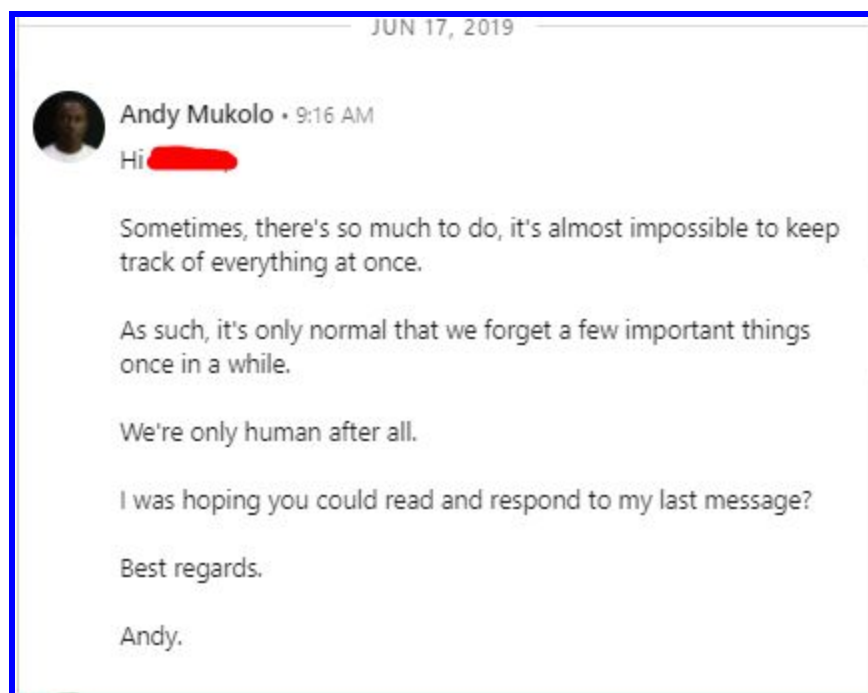 JUN 17, 2019
Andy Mukolo • 9:16 AM
Hi
Sometimes, there's so much to do, it's almost impossible to keep
track of everything at once.
As such, it's only normal that we forget a few important things
once in a while.
We're only human after all.
I was hoping you could read and respond to my last message?
Best regards.
Andy.